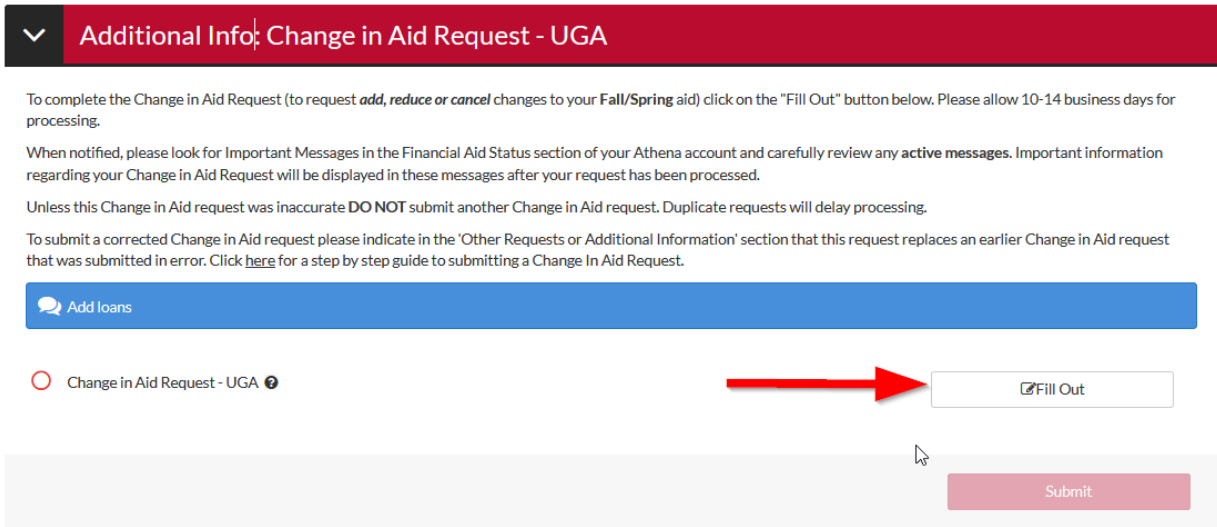 Additional Info: Change in Aid Request - UGA
To complete the Change in Aid Request (to request add, reduce or cancel changes to your Fall/Spring aid) click on the "Fill Out" button below. Please allow 10-14 business days for
processing.
When notified, please look for Important Messages in the Financial Aid Status section of your Athena account and carefully review any active messages. Important information
regarding your Change in Aid Request will be displayed in these messages after your request has been processed.
Unless this Change in Aid request was inaccurate DO NOT submit another Change in Aid request. Duplicate requests will delay processing.
To submit a corrected Change in Aid request please indicate in the 'Other Requests or Additional Information' section that this request replaces an earlier Change in Aid request
that was submitted in error. Click here for a step by step guide to submitting a Change In Aid Request.
Add loans
Change in Aid Request - UGA
Fill Out
Submit